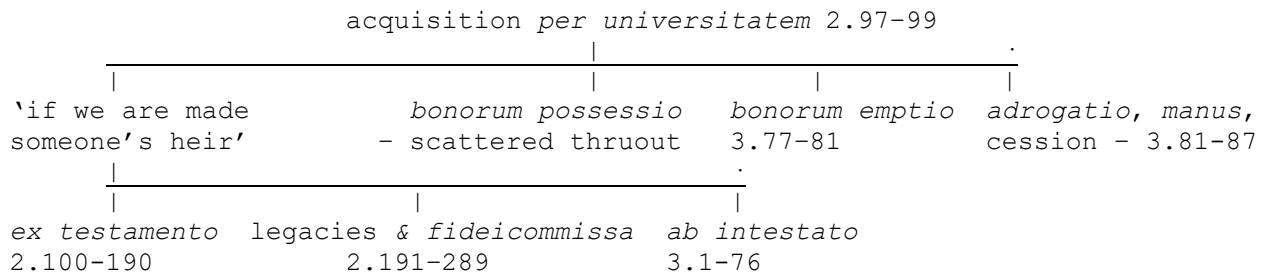 acquisition per universitatem 2.97–99
‘if we are made bonorum possessio bonorum emptio adrogatio, manus,
someone’s heir’ – scattered thruout 3.77–81 cession – 3.81-87
ex testamento legacies & fideicommissa ab intestato
2.100-190 2.191–289 3.1-76